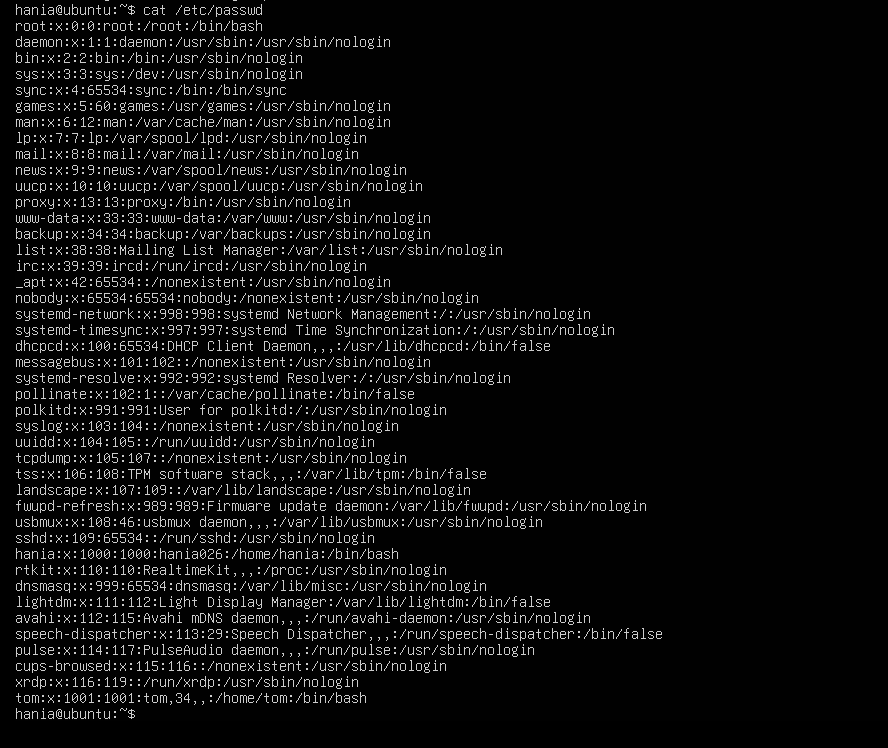 hania@ubuntu:~$ cat /etc/passwd
root:x:0:0:root:/root:/bin/bash
daemon:x:1:1:daemon:/usr/sbin:/usr/sbin/nologin
bin:x:2:2:bin:/bin:/usr/sbin/nologin
sys:x:3:3:sys:/dev:/usr/sbin/nologin
sync:x:4:65534:sync:/bin:/bin/sync
games:x:5:60:games:/usr/games:/usr/sbin/nologin
man:x:6:12:man:/var/cache/man:/usr/sbin/nologin
lp:x:7:7:lp:/var/spool/lpd:/usr/sbin/nologin
mail:x:8:8:mail:/var/mail:/usr/sbin/nologin
news:x:9:9:news:/var/spool/news:/usr/sbin/nologin
uucp:x:10:10:uucp:/var/spool/uucp:/usr/sbin/nologin
proxy:x:13:13:proxy:/bin:/usr/sbin/nologin
www-data:x:33:33:www-data:/var/www:/usr/sbin/nologin
backup:x:34:34:backup:/var/backups:/usr/sbin/nologin
list:x:38:38:Mailing List Manager:/var/list:/usr/sbin/nologin
irc:x:39:39:ircd:/run/ircd:/usr/sbin/nologin
_apt:x:42:65534::/nonexistent:/usr/sbin/nologin
nobody:x:65534:65534:nobody:/nonexistent:/usr/sbin/nologin
systemd-network:x:998:998:systemd Network Management:/:/usr/sbin/nologin
systemd-timesync:x:997:997:systemd Time Synchronization:/:/usr/sbin/nologin
dhcpcd:x:100:65534:DHCP Client Daemon,,,:/usr/lib/dhcpcd:/bin/false
messagebus:x:101:102::/nonexistent:/usr/sbin/nologin
systemd-resolve:x:992:992:systemd Resolver:/:/usr/sbin/nologin
pollinate:x:102:1::/var/cache/pollinate:/bin/false
polkitd:x:991:991:User for polkitd:/:/usr/sbin/nologin
syslog:x:103:104::/nonexistent:/usr/sbin/nologin
uuidd:x:104:105::/run/uuidd:/usr/sbin/nologin
tcpdump:x:105:107::/nonexistent:/usr/sbin/nologin
tss:x:106:108:TPM software stack,,,:/var/lib/tpm:/bin/false
landscape:x:107:109::/var/lib/landscape:/usr/sbin/nologin
fwupd-refresh:x:989:989:Firmware update daemon:/var/lib/fwupd:/usr/sbin/nologin
usbmux:x:108:46:usbmux daemon,,,:/var/lib/usbmux:/usr/sbin/nologin
sshd:x:109:65534::/run/sshd:/usr/sbin/nologin
hania:x:1000:1000:hania026:/home/hania:/bin/bash
rtkit:x:110:110:RealtimeKit,,,:/proc:/usr/sbin/nologin
dnsmasq:x:999:65534:dnsmasq:/var/lib/misc:/usr/sbin/nologin
lightdm:x:111:112:Light Display Manager:/var/lib/lightdm:/bin/false
avahi:x:112:115:Avahi mDNS daemon,,,:/run/avahi-daemon:/usr/sbin/nologin
speech-dispatcher:x:113:29:Speech Dispatcher,,,:/run/speech-dispatcher:/bin/false
pulse:x:114:117:PulseAudio daemon,,,:/run/pulse:/usr/sbin/nologin
cups-browsed:x:115:116::/nonexistent:/usr/sbin/nologin
xrdp:x:116:119::/run/xrdp:/usr/sbin/nologin
tom:x:1001:1001:tom,34,,:/home/tom:/bin/bash
hania@ubuntu:~$